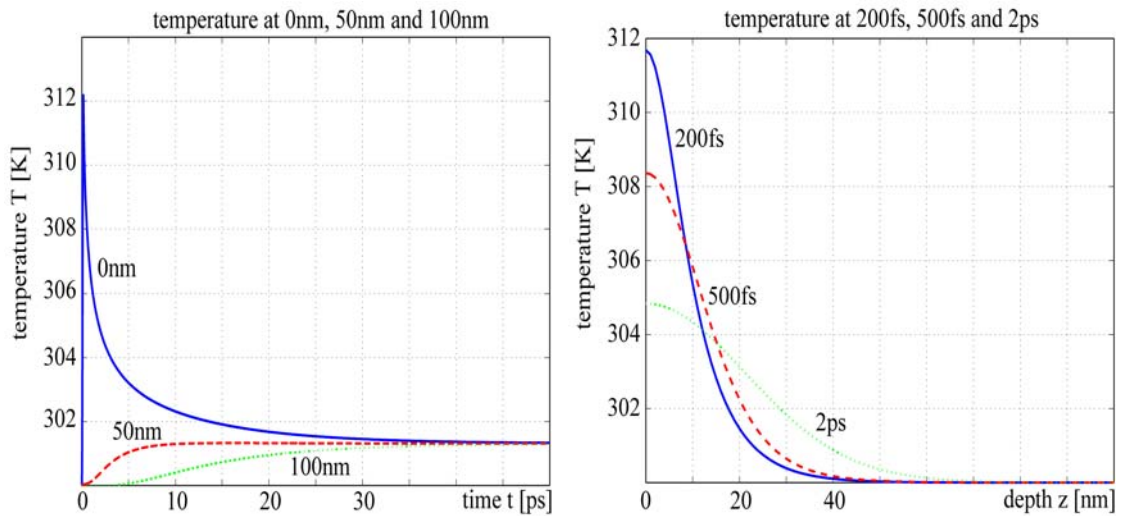 temperature at 0nm, 50nm and 100nm
temperature T [K]
312
310
308
306
304
302
0nm
50nm
100nm
0
10
20
30
time t [ps]
temperature at 200fs, 500fs and 2ps
temperature T [K]
312
310
308
306
304
302
200fs
500fs
2ps
0
20
40
60
80
depth z [nm]